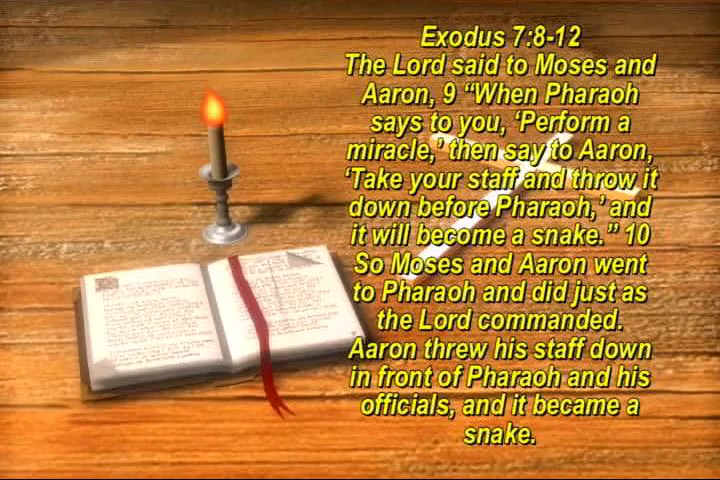 Exodus 7:8-12
The Lord said to Moses and
Aaron, 9 “When Pharaoh
says to you, ‘Perform a
miracle,’ then say to Aaron,
‘Take your staff and throw it
down before Pharaoh,’ and
it will become a snake.” 10
So Moses and Aaron went
to Pharaoh and did just as
the Lord commanded.
Aaron threw his staff down
in front of Pharaoh and his
officials, and it became a
snake.